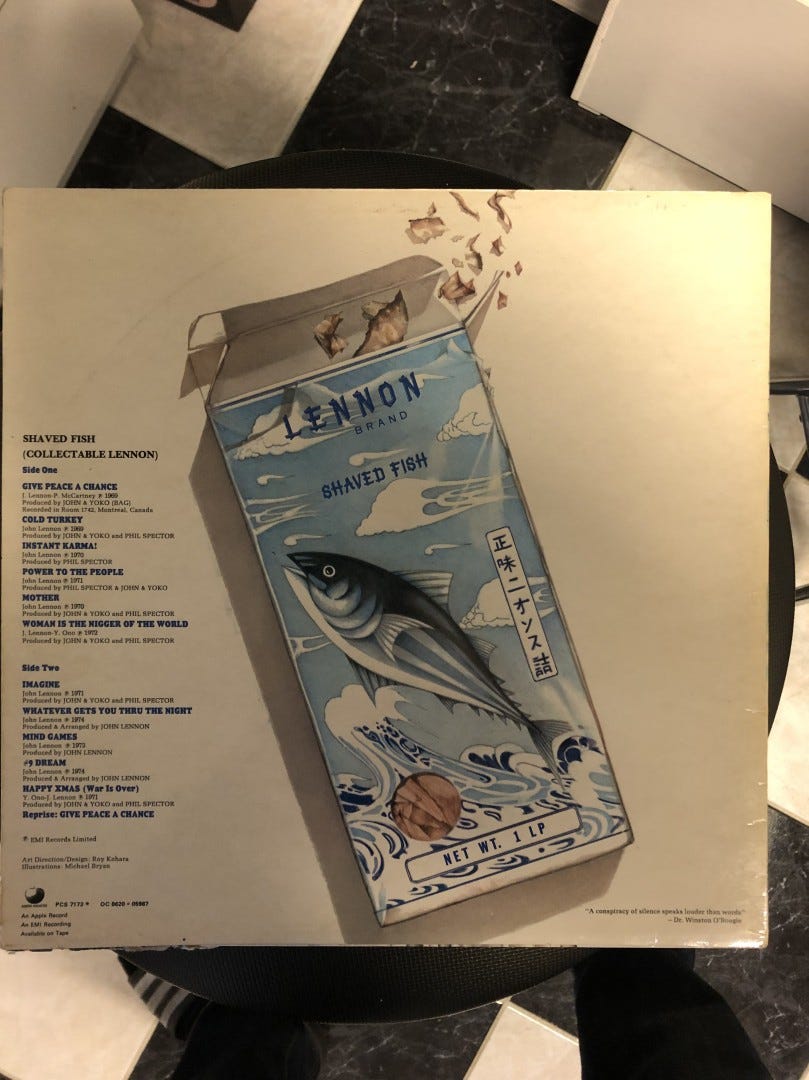 LENNON
BRAND
SHAVED FISH
正味二オンス詰
NET WT. 1 LP
SHAVED FISH
(COLLECTABLE LENNON)
Side One
GIVE PEACE A CHANCE
J. Lennon-P. McCartney ℗ 1969
Produced by JOHN & YOKO (BAG)
Recorded in Room 1742, Montreal, Canada
COLD TURKEY
John Lennon ℗ 1969
Produced by JOHN & YOKO and PHIL SPECTOR
INSTANT KARMA!
John Lennon ℗ 1970
Produced by PHIL SPECTOR
POWER TO THE PEOPLE
John Lennon ℗ 1971
Produced by PHIL SPECTOR & JOHN & YOKO
MOTHER
John Lennon ℗ 1970
Produced by JOHN & YOKO and PHIL SPECTOR
WOMAN IS THE NIGGER OF THE WORLD
J. Lennon-Y. Ono ℗ 1972
Produced by JOHN & YOKO and PHIL SPECTOR
Side Two
IMAGINE
John Lennon ℗ 1971
Produced by JOHN & YOKO and PHIL SPECTOR
WHATEVER GETS YOU THRU THE NIGHT
John Lennon ℗ 1974
Produced & Arranged by JOHN LENNON
MIND GAMES
John Lennon ℗ 1973
Produced by JOHN LENNON
#9 DREAM
John Lennon ℗ 1974
Produced & Arranged by JOHN LENNON
HAPPY XMAS (War Is Over)
Y. Ono-J. Lennon ℗ 1971
Produced by JOHN & YOKO and PHIL SPECTOR
Reprise: GIVE PEACE A CHANCE
℗ EMI Records Limited
Art Direction/Design: Roy Kohara
Illustrations: Michael Bryan
PCS 7173 * OC 0620 • 05987
An Apple Record
An EMI Recording
Available on Tape
"A conspiracy of silence speaks louder than words"
– Dr. Winston O'Boogie